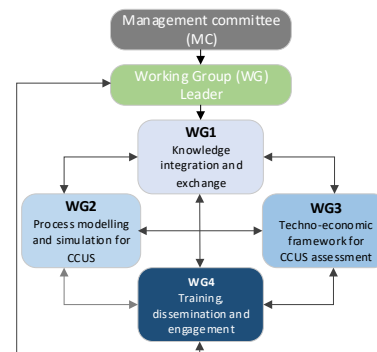 Management committee
(MC)
Working Group (WG)
Leader
WG1
Knowledge
integration and
exchange
WG2
Process modelling
and simulation for
CCUS
WG3
Techno-economic
framework for
CCUS assessment
WG4
Training,
dissemination and
engagement